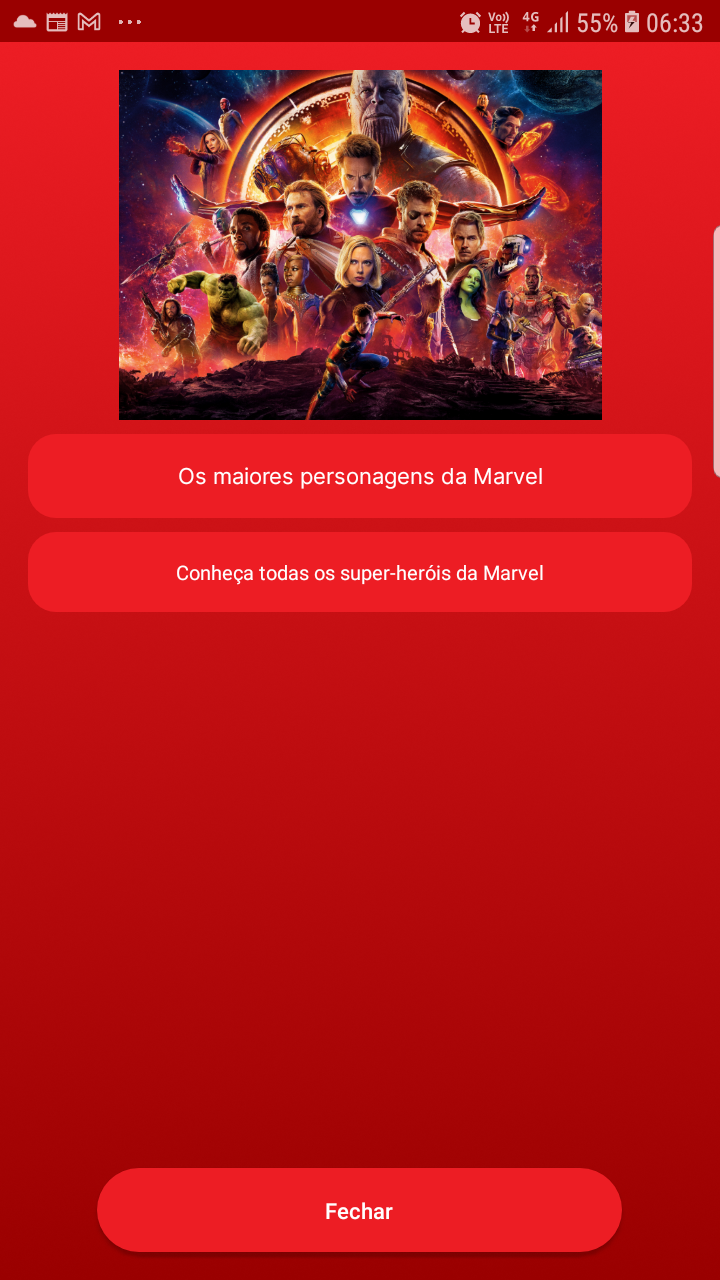 Vo)) LTE 4G 55% 06:33
Os maiores personagens da Marvel
Conheça todas os super-heróis da Marvel
Fechar